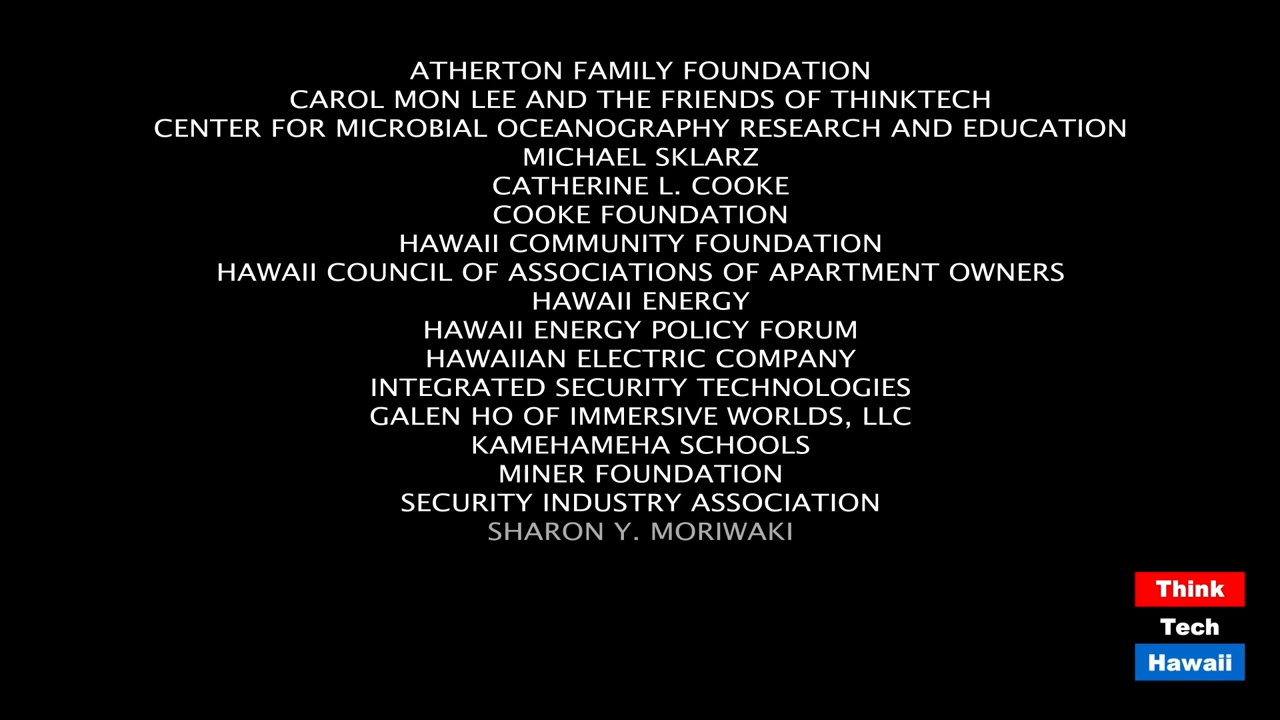 ATHERTON FAMILY FOUNDATION
CAROL MON LEE AND THE FRIENDS OF THINKTECH
CENTER FOR MICROBIAL OCEANOGRAPHY RESEARCH AND EDUCATION
MICHAEL SKLARZ
CATHERINE L. COOKE
COOKE FOUNDATION
HAWAII COMMUNITY FOUNDATION
HAWAII COUNCIL OF ASSOCIATIONS OF APARTMENT OWNERS
HAWAII ENERGY
HAWAII ENERGY POLICY FORUM
HAWAIIAN ELECTRIC COMPANY
INTEGRATED SECURITY TECHNOLOGIES
GALEN HO OF IMMERSIVE WORLDS, LLC
KAMEHAMEHA SCHOOLS
MINER FOUNDATION
SECURITY INDUSTRY ASSOCIATION
SHARON Y. MORIWAKI
Think
Tech
Hawaii